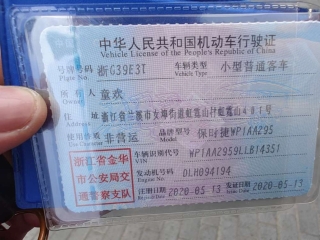 中华人民共和国机动车行驶证
Vehicle License of the People's Republic of China
号牌号码 浙G39E3T 车辆类型 小型普通客车
Plate No. Vehicle Type
所有人 童欢
Owner
住址 浙江省兰溪市女埠街道虹霓山村虹霓山401号
Address
使用性质 非营运 品牌型号 保时捷WP1AA295
Use Character Model
浙江省金华
市公安局交
通警察支队
车辆识别代号 WP1AA2959LLB14351
VIN
发动机号码 DLH094194
Engine No.
注册日期 2020-05-13 发证日期 2020-05-13
Register Date Issue Date